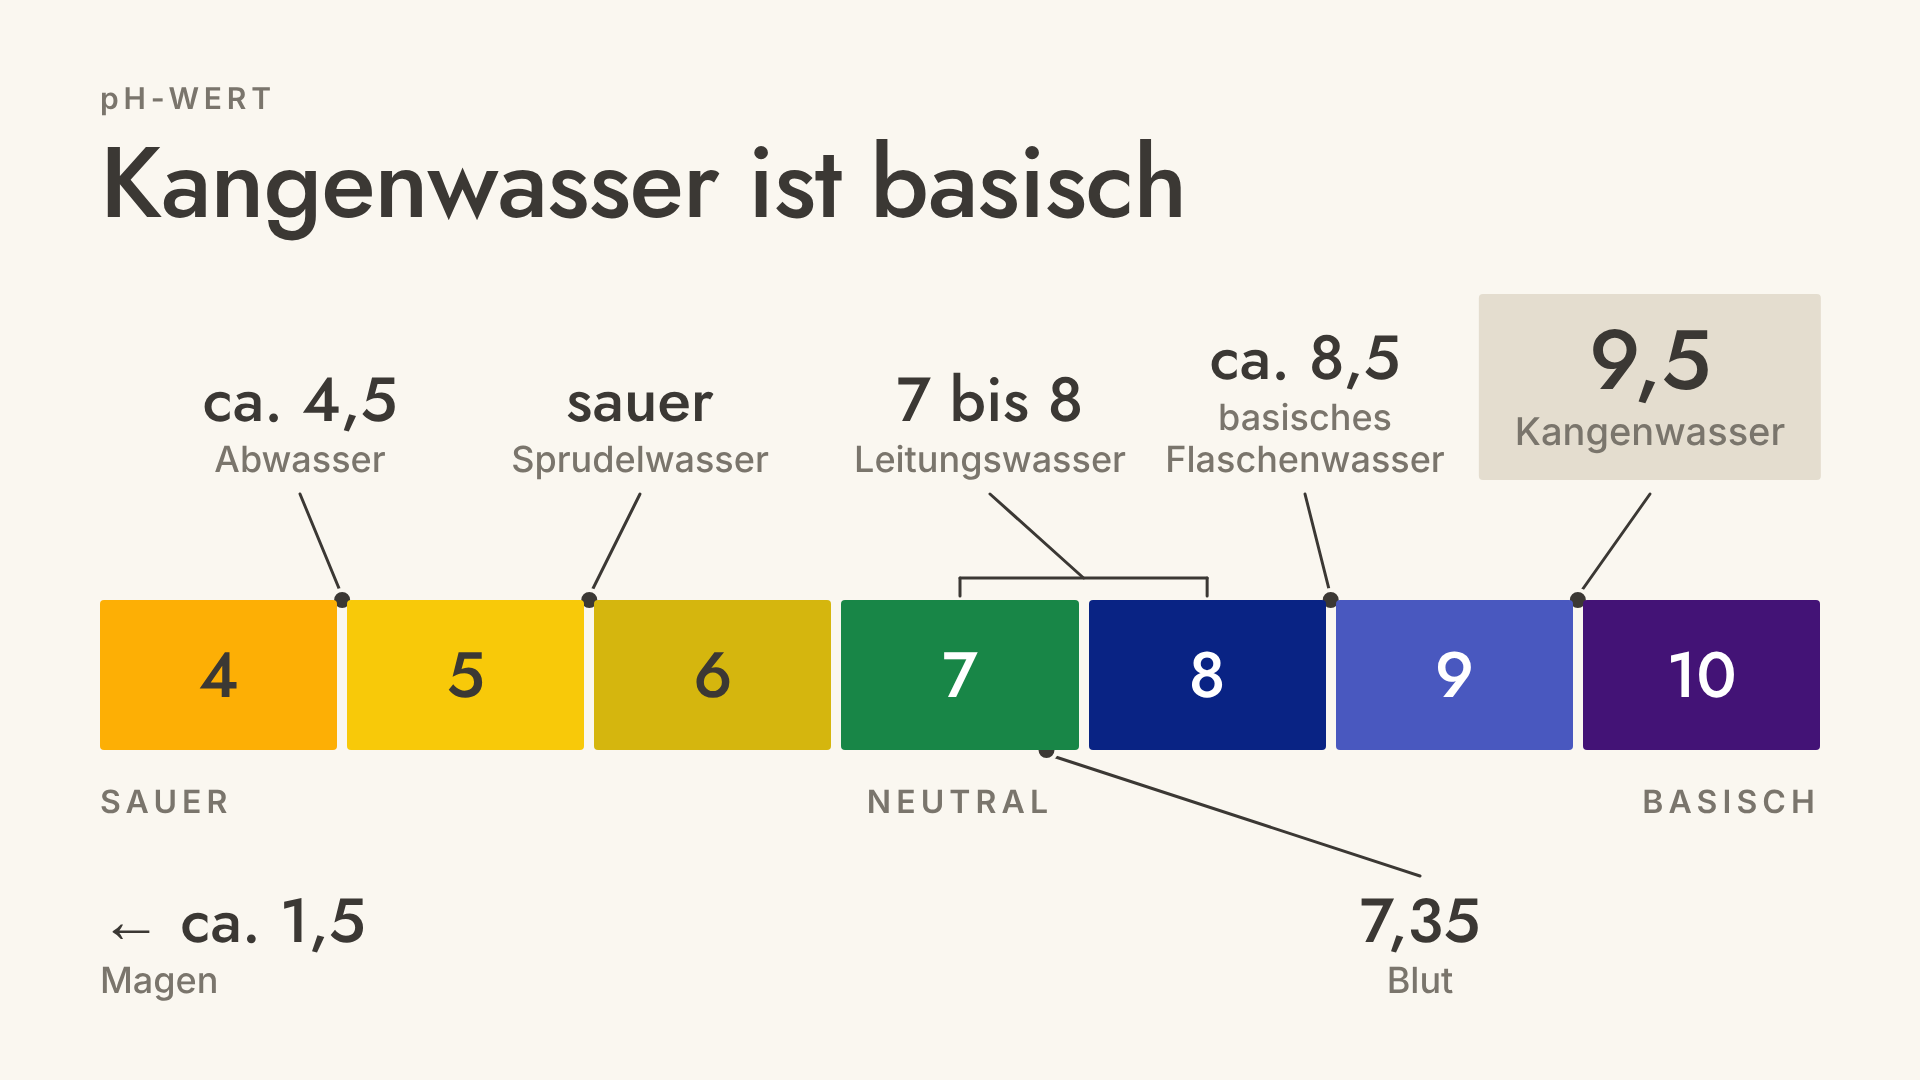 pH-WERT
Kangenwasser ist basisch
ca. 4,5
Abwasser
sauer
Sprudelwasser
7 bis 8
Leitungswasser
ca. 8,5
basisches
Flaschenwasser
9,5
Kangenwasser
4
5
6
7
8
9
10
SAUER
NEUTRAL
BASISCH
← ca. 1,5
Magen
7,35
Blut